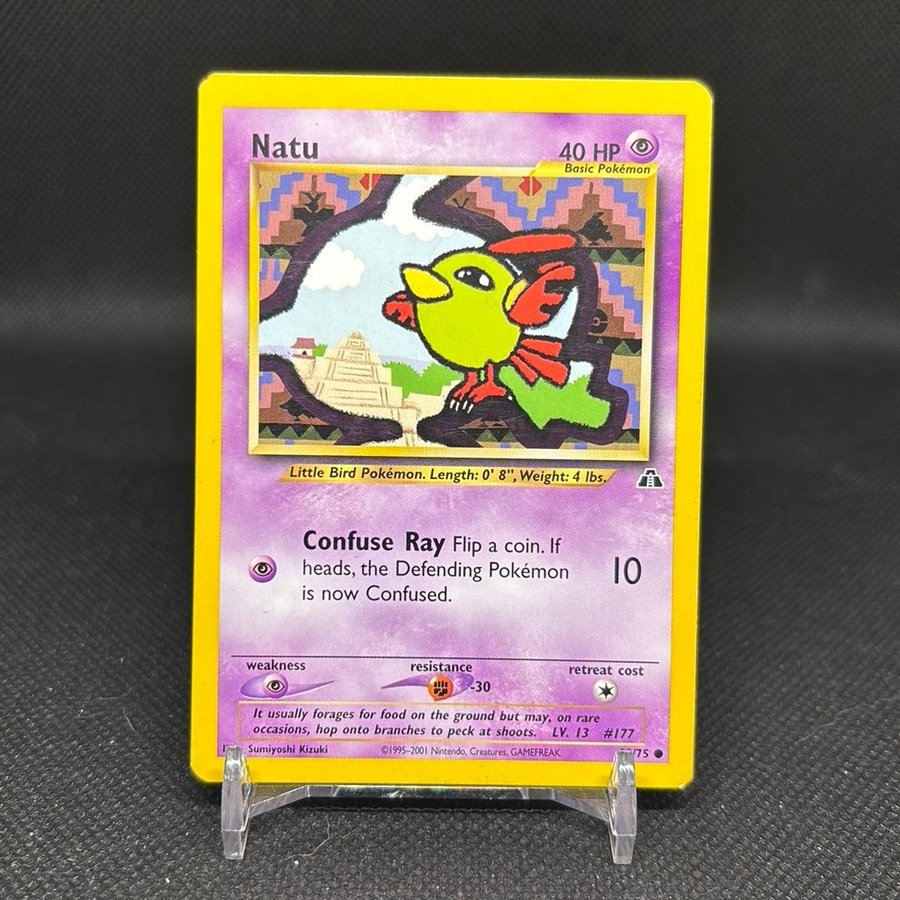 Natu
40 HP
Basic Pokémon
Little Bird Pokémon. Length: 0' 8", Weight: 4 lbs.
Confuse Ray Flip a coin. If
heads, the Defending Pokémon
is now Confused.
10
weakness
resistance
retreat cost
-30
It usually forages for food on the ground but may, on rare
occasions, hop onto branches to peck at shoots. LV. 13 #177
Sumiyoshi Kizuki
©1995-2001 Nintendo, Creatures, GAMEFREAK.
/75